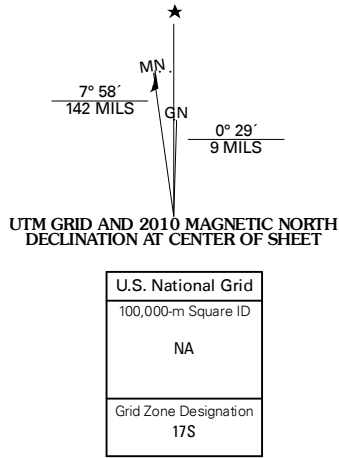 MN
7° 58´
142 MILS
GN
0° 29´
9 MILS
UTM GRID AND 2010 MAGNETIC NORTH
DECLINATION AT CENTER OF SHEET
U.S. National Grid
100,000-m Square ID
NA
Grid Zone Designation
17S